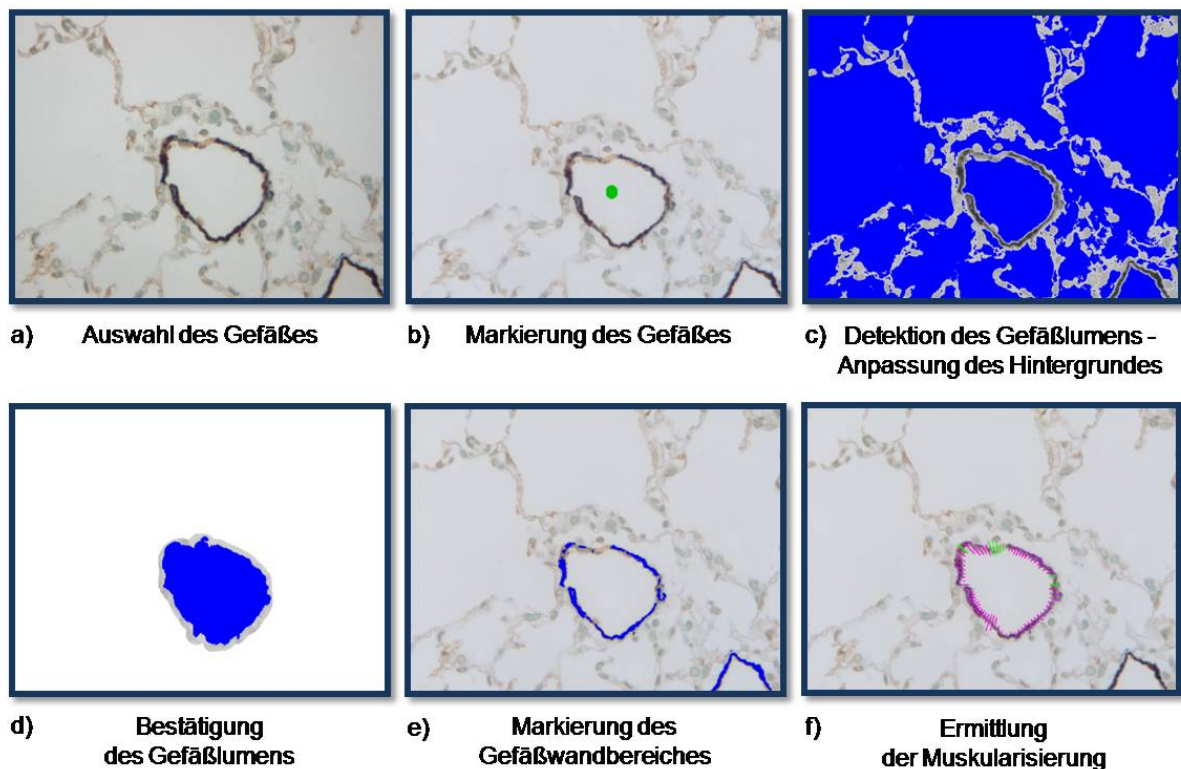 a) Auswahl des Gefäßes
b) Markierung des Gefäßes
c) Detektion des Gefäßlumens -
Anpassung des Hintergrundes
d) Bestätigung
des Gefäßlumens
e) Markierung des
Gefäßwandbereiches
f) Ermittlung
der Muskularisierung